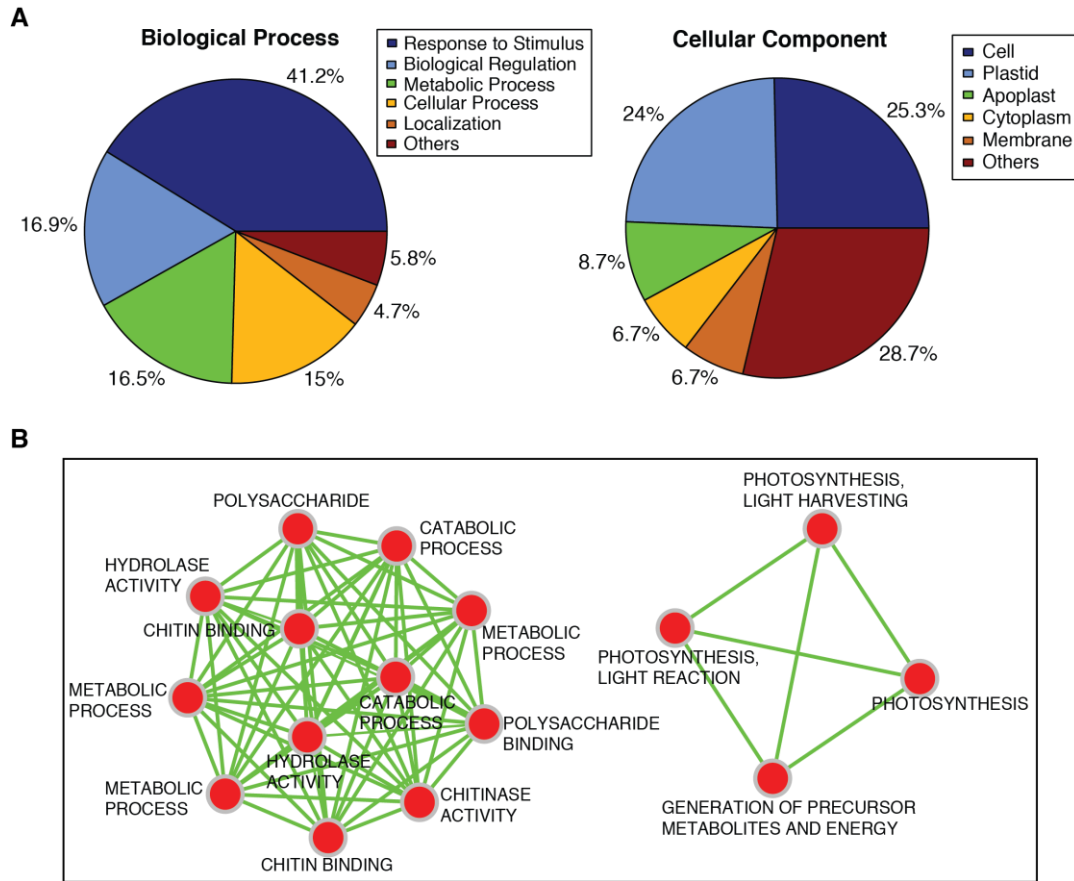 A
Biological Process
Response to Stimulus
Biological Regulation
Metabolic Process
Cellular Process
Localization
Others
41.2%
16.9%
16.5%
15%
4.7%
5.8%
Cellular Component
Cell
Plastid
Apoplast
Cytoplasm
Membrane
Others
25.3%
24%
8.7%
6.7%
6.7%
28.7%
B
POLYSACCHARIDE
CATABOLIC
PROCESS
HYDROLASE
ACTIVITY
CHITIN BINDING
METABOLIC
PROCESS
METABOLIC
PROCESS
CATABOLIC
PROCESS
POLYSACCHARIDE
BINDING
HYDROLASE
ACTIVITY
METABOLIC
PROCESS
CHITINASE
ACTIVITY
CHITIN BINDING
PHOTOSYNTHESIS,
LIGHT HARVESTING
PHOTOSYNTHESIS,
LIGHT REACTION
PHOTOSYNTHESIS
GENERATION OF PRECURSOR
METABOLITES AND ENERGY